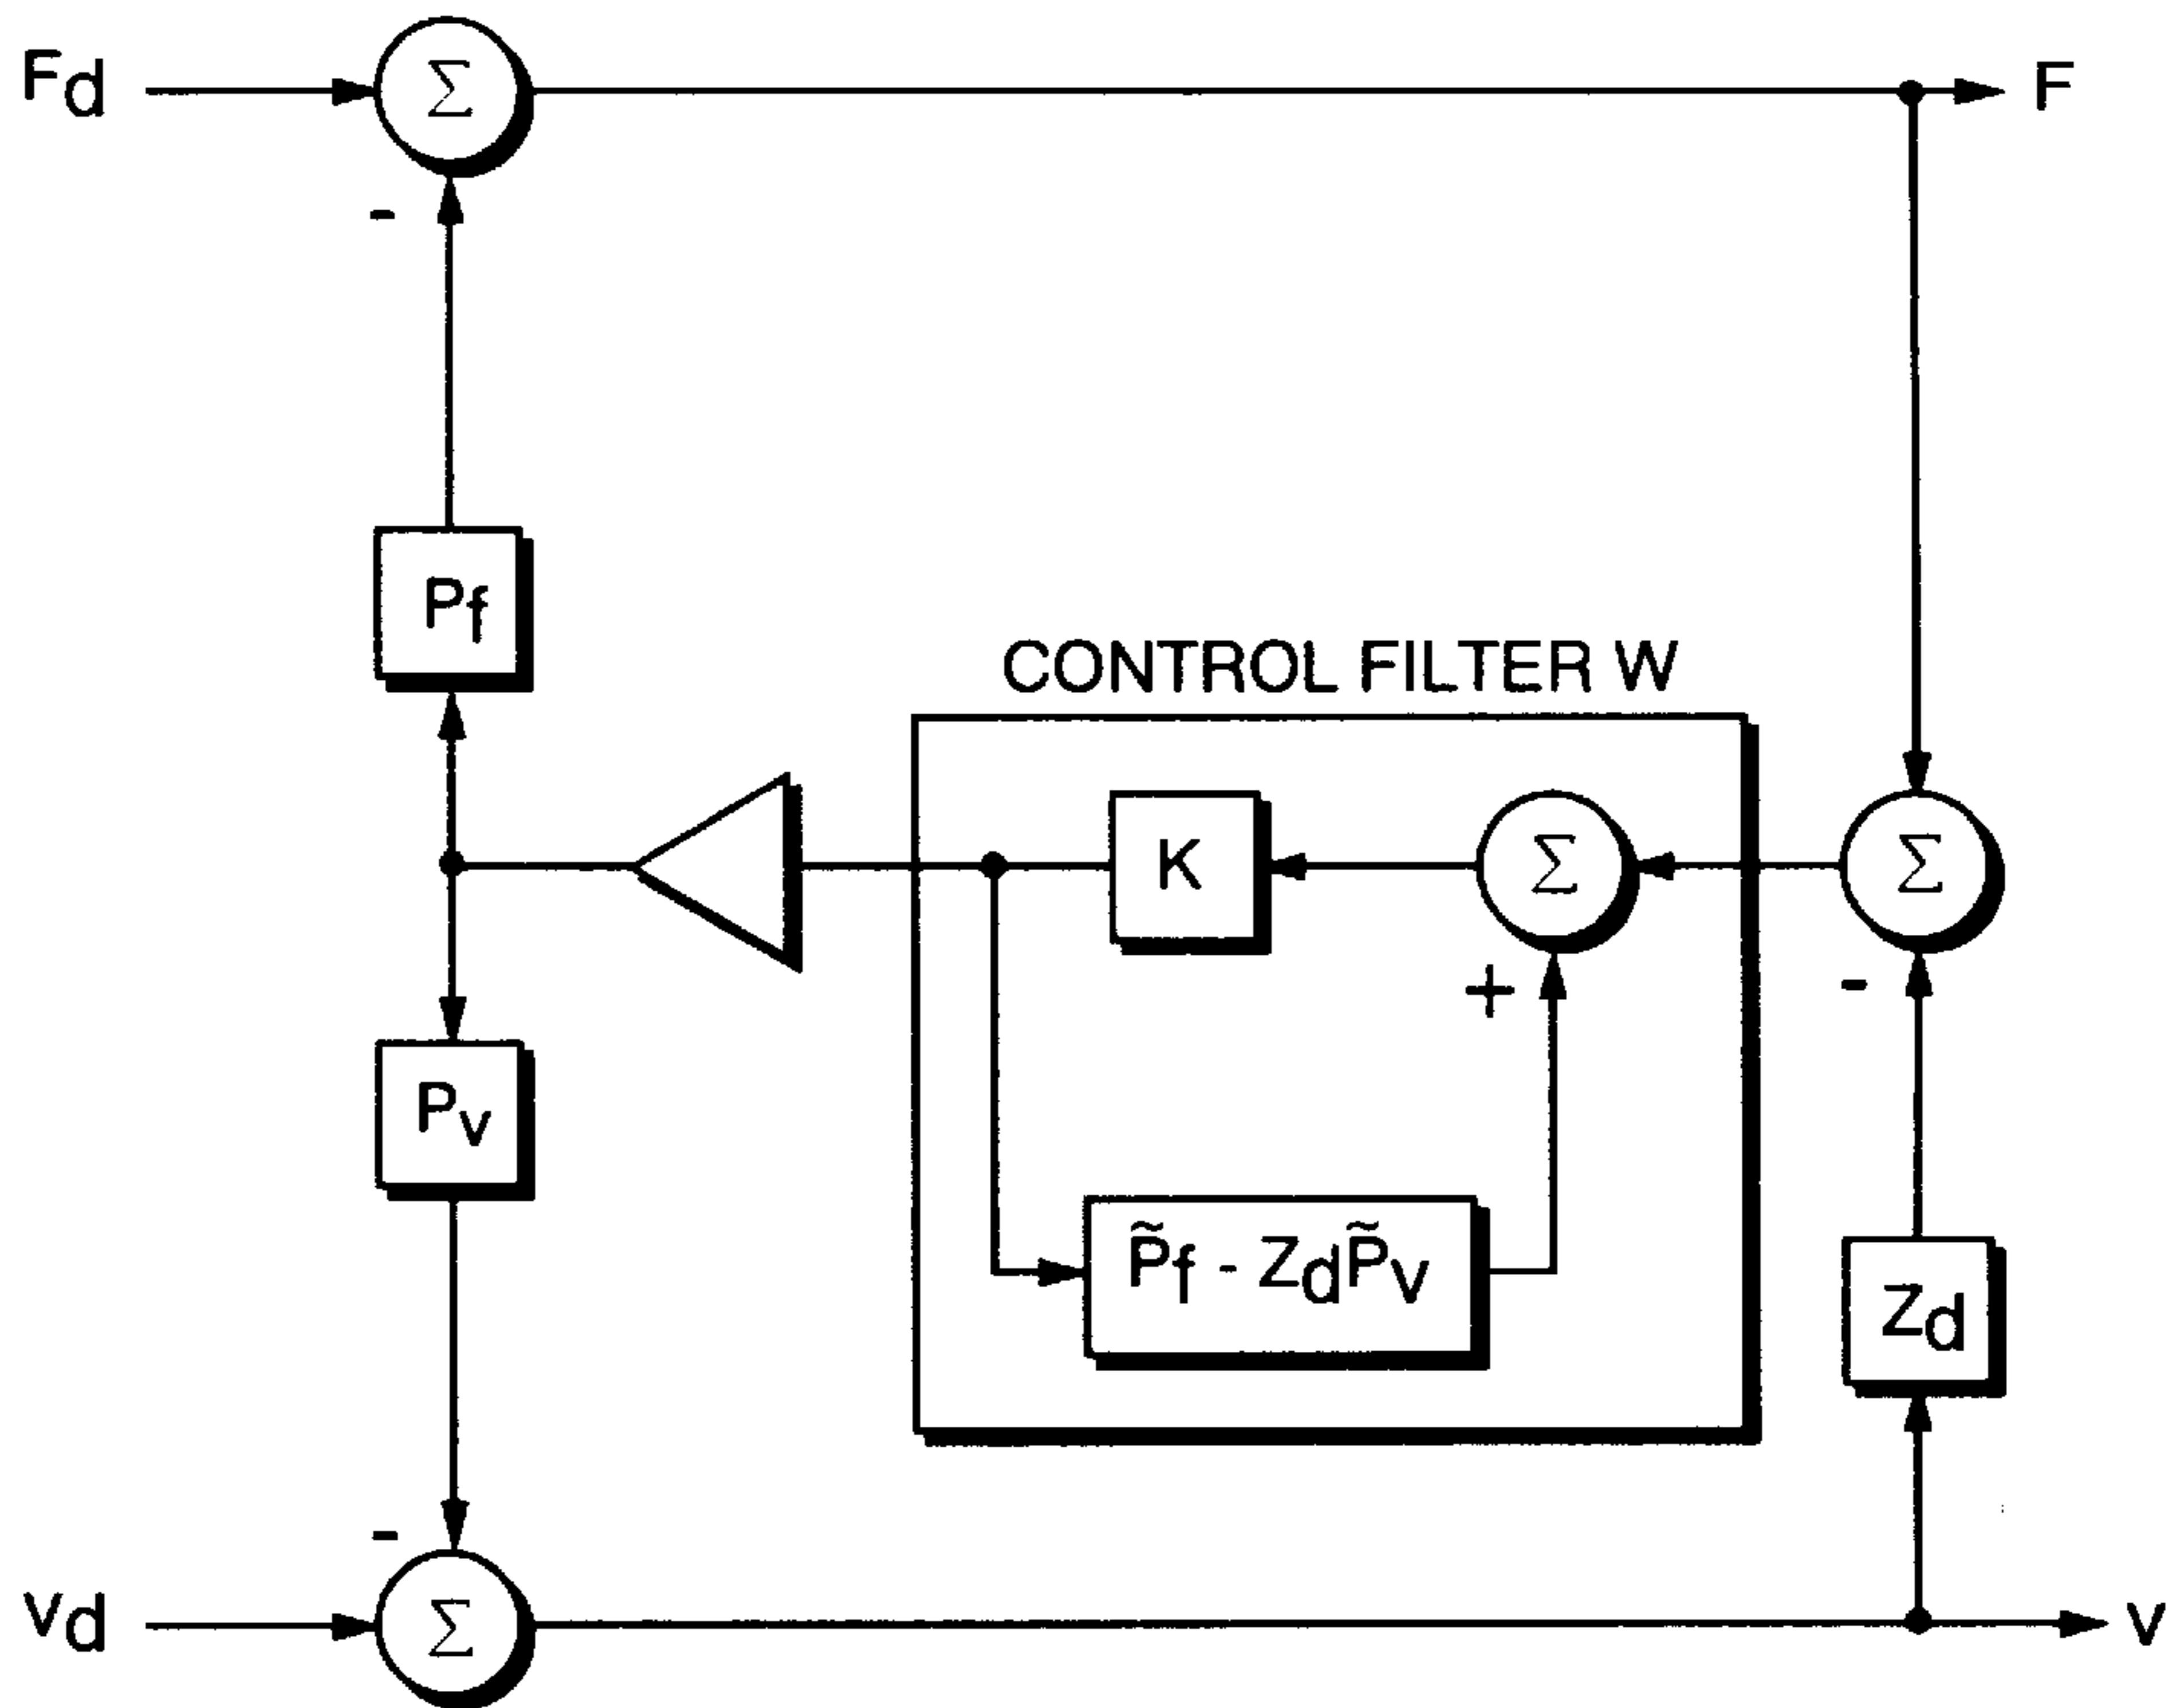 Fd
Σ
F
-
Pf
CONTROL FILTER W
K
Σ
Σ
+
-
Pv
P̃f - ZdP̃v
Zd
-
vd
Σ
v